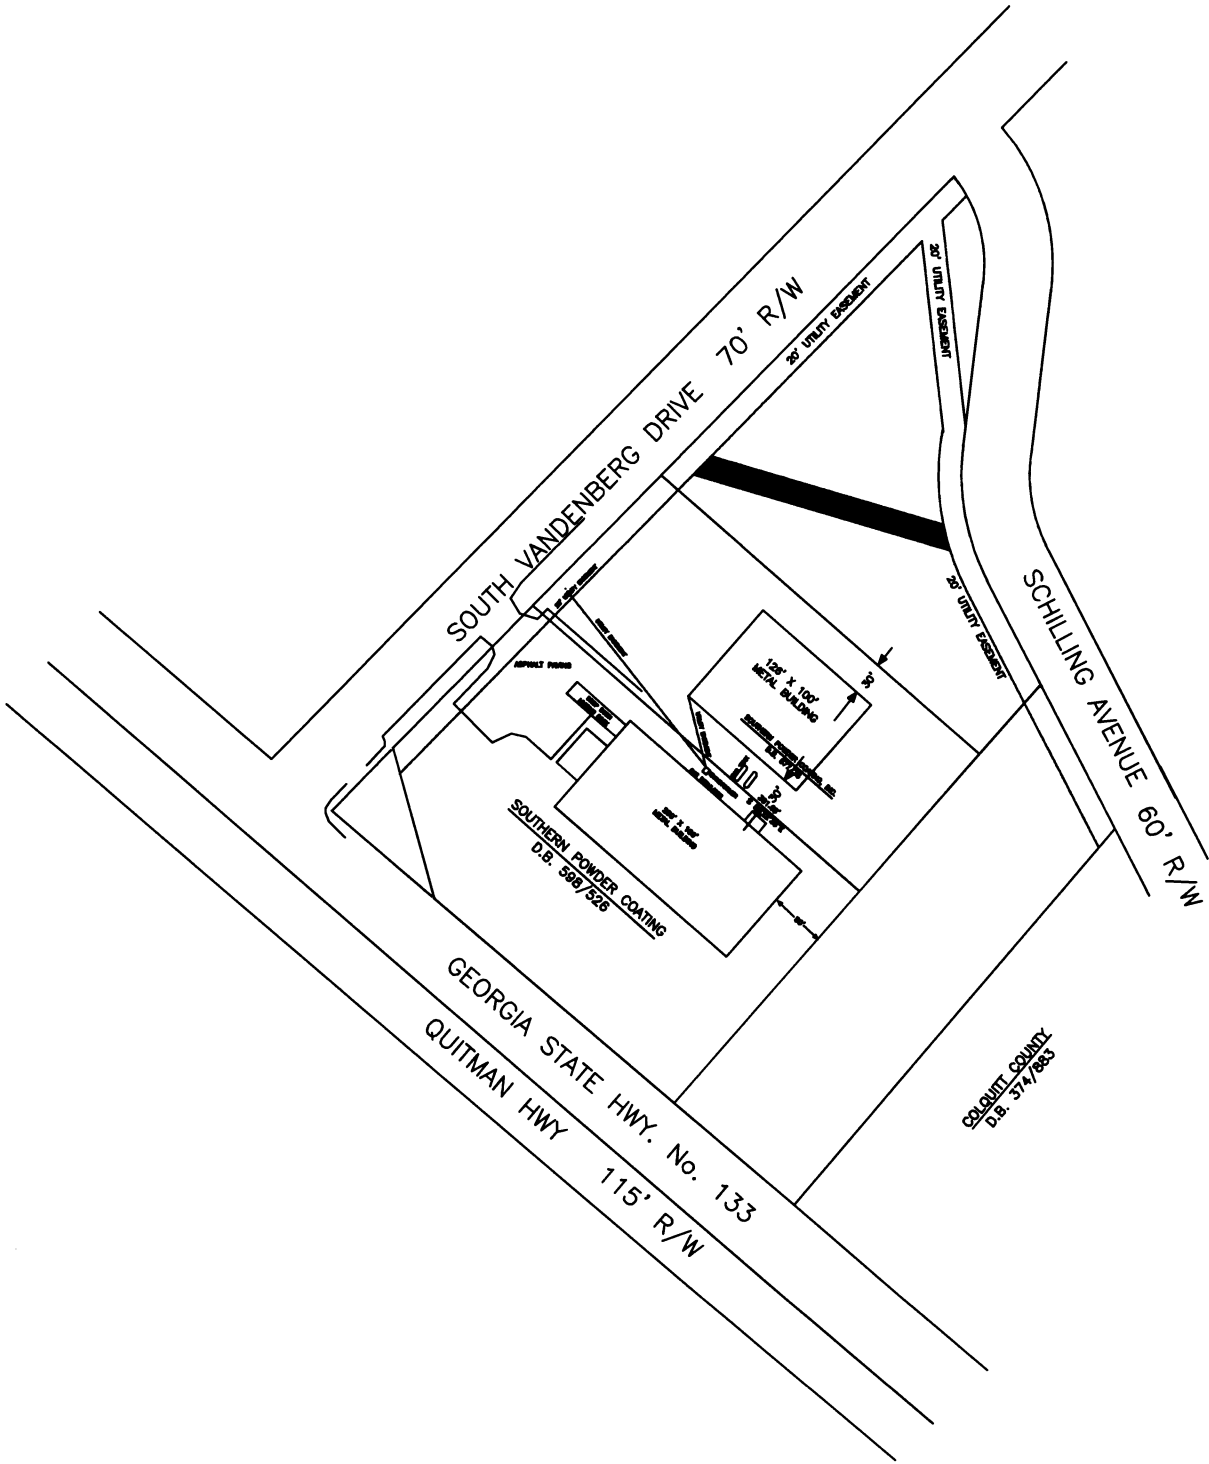 SOUTH VANDENBERG DRIVE 70' R/W
20' UTILITY EASEMENT
20' UTILITY EASEMENT
20' UTILITY EASEMENT
SCHILLING AVENUE 60' R/W
ASPHALT PAVING
126' X 100'
METAL BUILDING
30'
30'
METAL BUILDING
SOUTHERN POWDER COATING
D.B. 598/526
GEORGIA STATE HWY. No. 133
QUITMAN HWY 115' R/W
COLQUITT COUNTY
D.B. 374/883